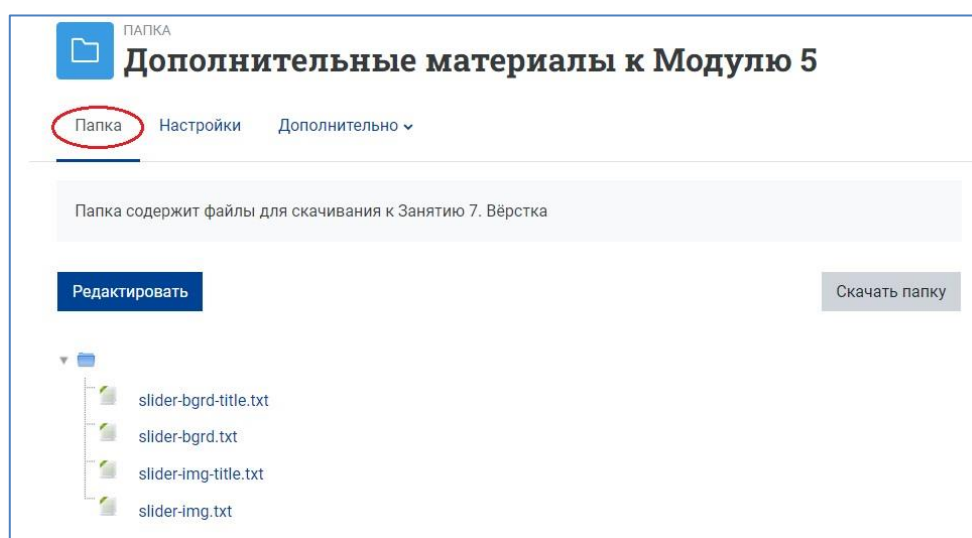 ПАПКА
Дополнительные материалы к Модулю 5
Папка Настройки Дополнительно
Папка содержит файлы для скачивания к Занятию 7. Вёрстка
Редактировать Скачать папку
slider-bgrd-title.txt
slider-bgrd.txt
slider-img-title.txt
slider-img.txt